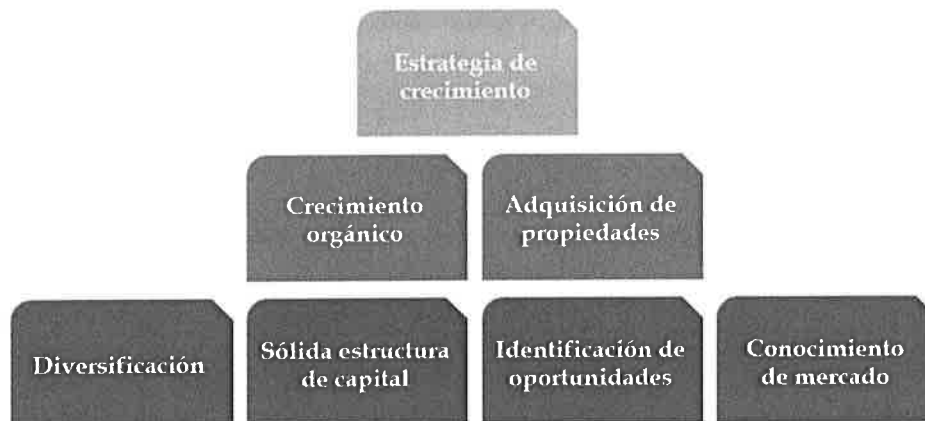 Estrategia de
crecimiento
Crecimiento
orgánico
Adquisición de
propiedades
Diversificación
Sólida estructura
de capital
Identificación de
oportunidades
Conocimiento
de mercado